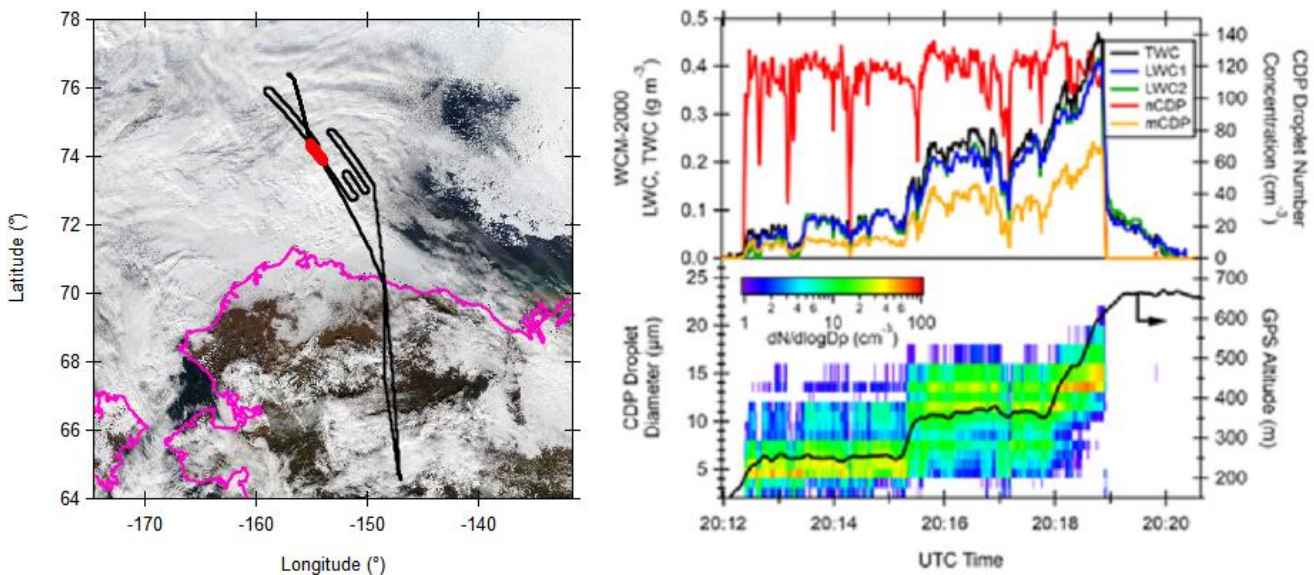 78
76
74
72
70
68
66
64
Latitude (°)
-170
-160
-150
-140
Longitude (°)
0.5
0.4
0.3
0.2
0.1
0.0
WCM-2000
LWC, TWC (g m-3)
140
120
100
80
60
40
20
0
CDP Droplet Number
Concentration (cm-3)
TWC
LWC1
LWC2
nCDP
mCDP
25
20
15
10
5
CDP Droplet
Diameter (µm)
1 2 4 6 10 2 4 6 100
dN/dlogDp (cm-3)
700
600
500
400
300
200
GPS Altitude (m)
20:12
20:14
20:16
20:18
20:20
UTC Time